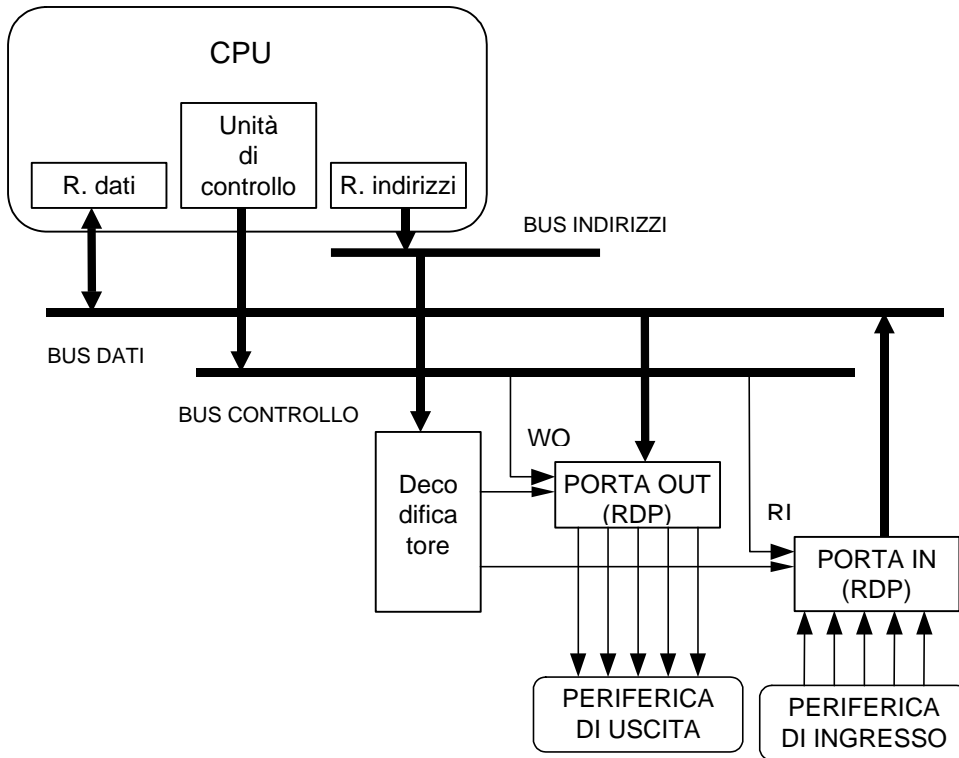 CPU
Unità
di
controllo
R. dati
R. indirizzi
BUS INDIRIZZI
BUS DATI
BUS CONTROLLO
WO
Deco
difica
tore
PORTA OUT
(RDP)
RI
PORTA IN
(RDP)
PERIFERICA
DI USCITA
PERIFERICA
DI INGRESSO